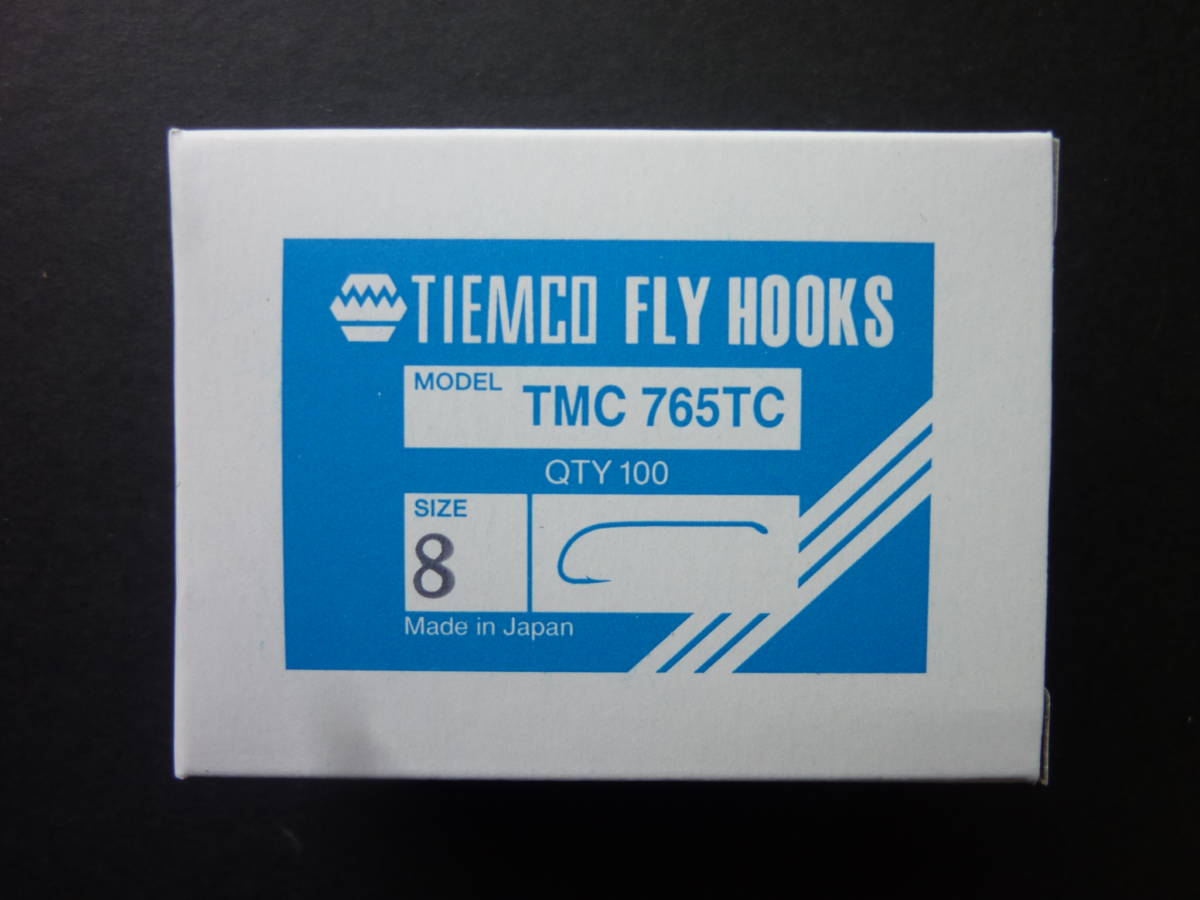 TIEMCO FLY HOOKS
MODEL TMC 765TC
QTY 100
SIZE
8
Made in Japan